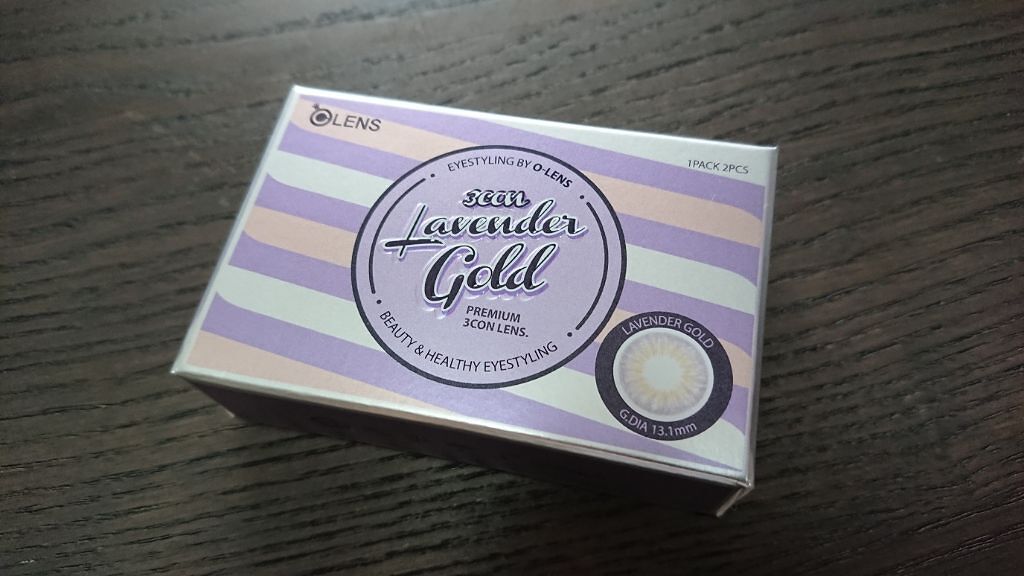 OLENS
1PACK 2PCS
EYESTYLING BY O-LENS
3con
Lavender
Gold
PREMIUM
3CON LENS.
BEAUTY & HEALTHY EYESTYLING
LAVENDER GOLD
G.DIA 13.1mm